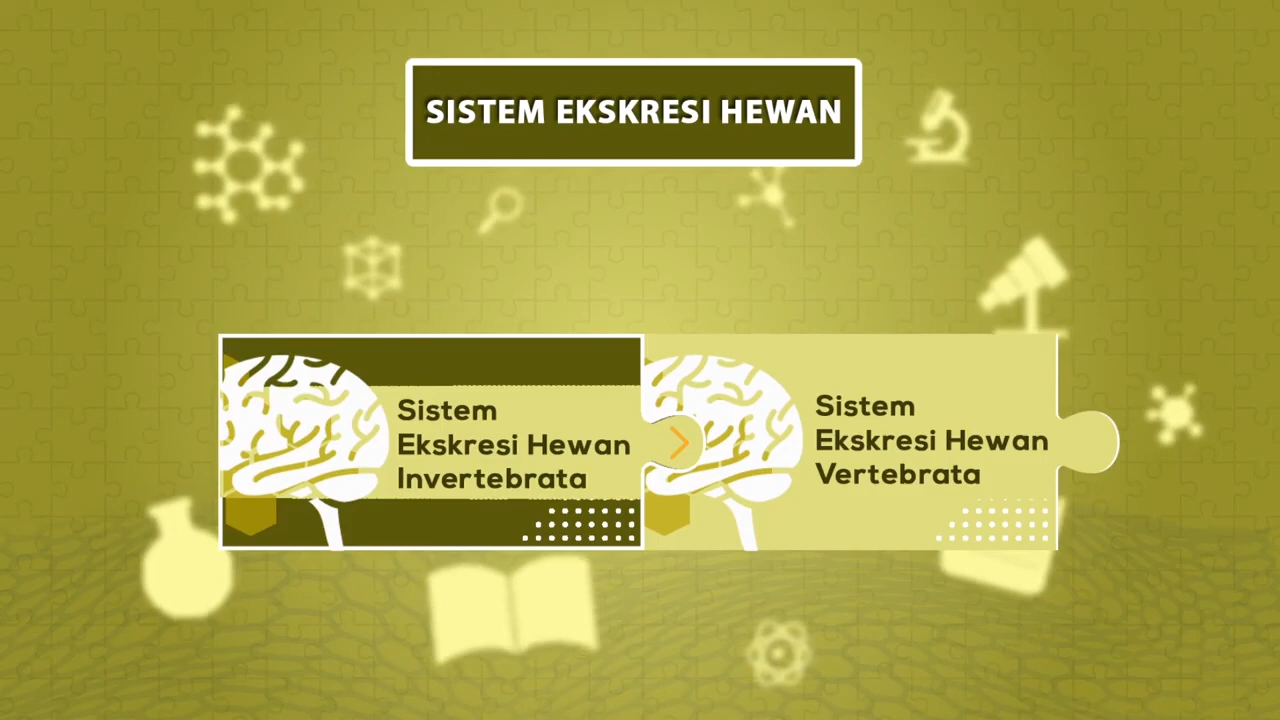 SISTEM EKSKRESI HEWAN
Sistem
Ekskresi Hewan
Invertebrata
Sistem
Ekskresi Hewan
Vertebrata